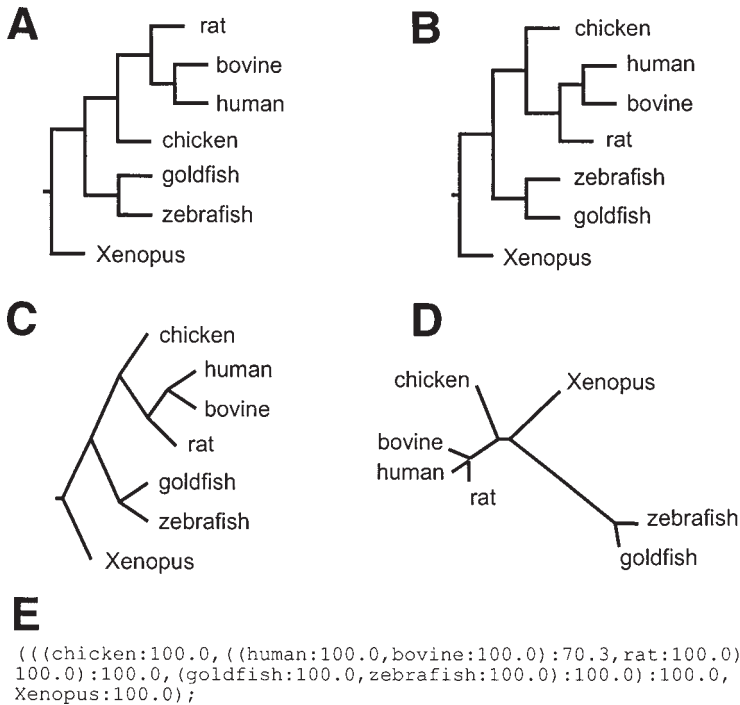 A
rat
bovine
human
chicken
goldfish
zebrafish
Xenopus
B
chicken
human
bovine
rat
zebrafish
goldfish
Xenopus
C
chicken
human
bovine
rat
goldfish
zebrafish
Xenopus
D
chicken
Xenopus
bovine
human
rat
zebrafish
goldfish
E
(((chicken:100.0,((human:100.0,bovine:100.0):70.3,rat:100.0)
100.0):100.0,(goldfish:100.0,zebrafish:100.0):100.0):100.0,
Xenopus:100.0);